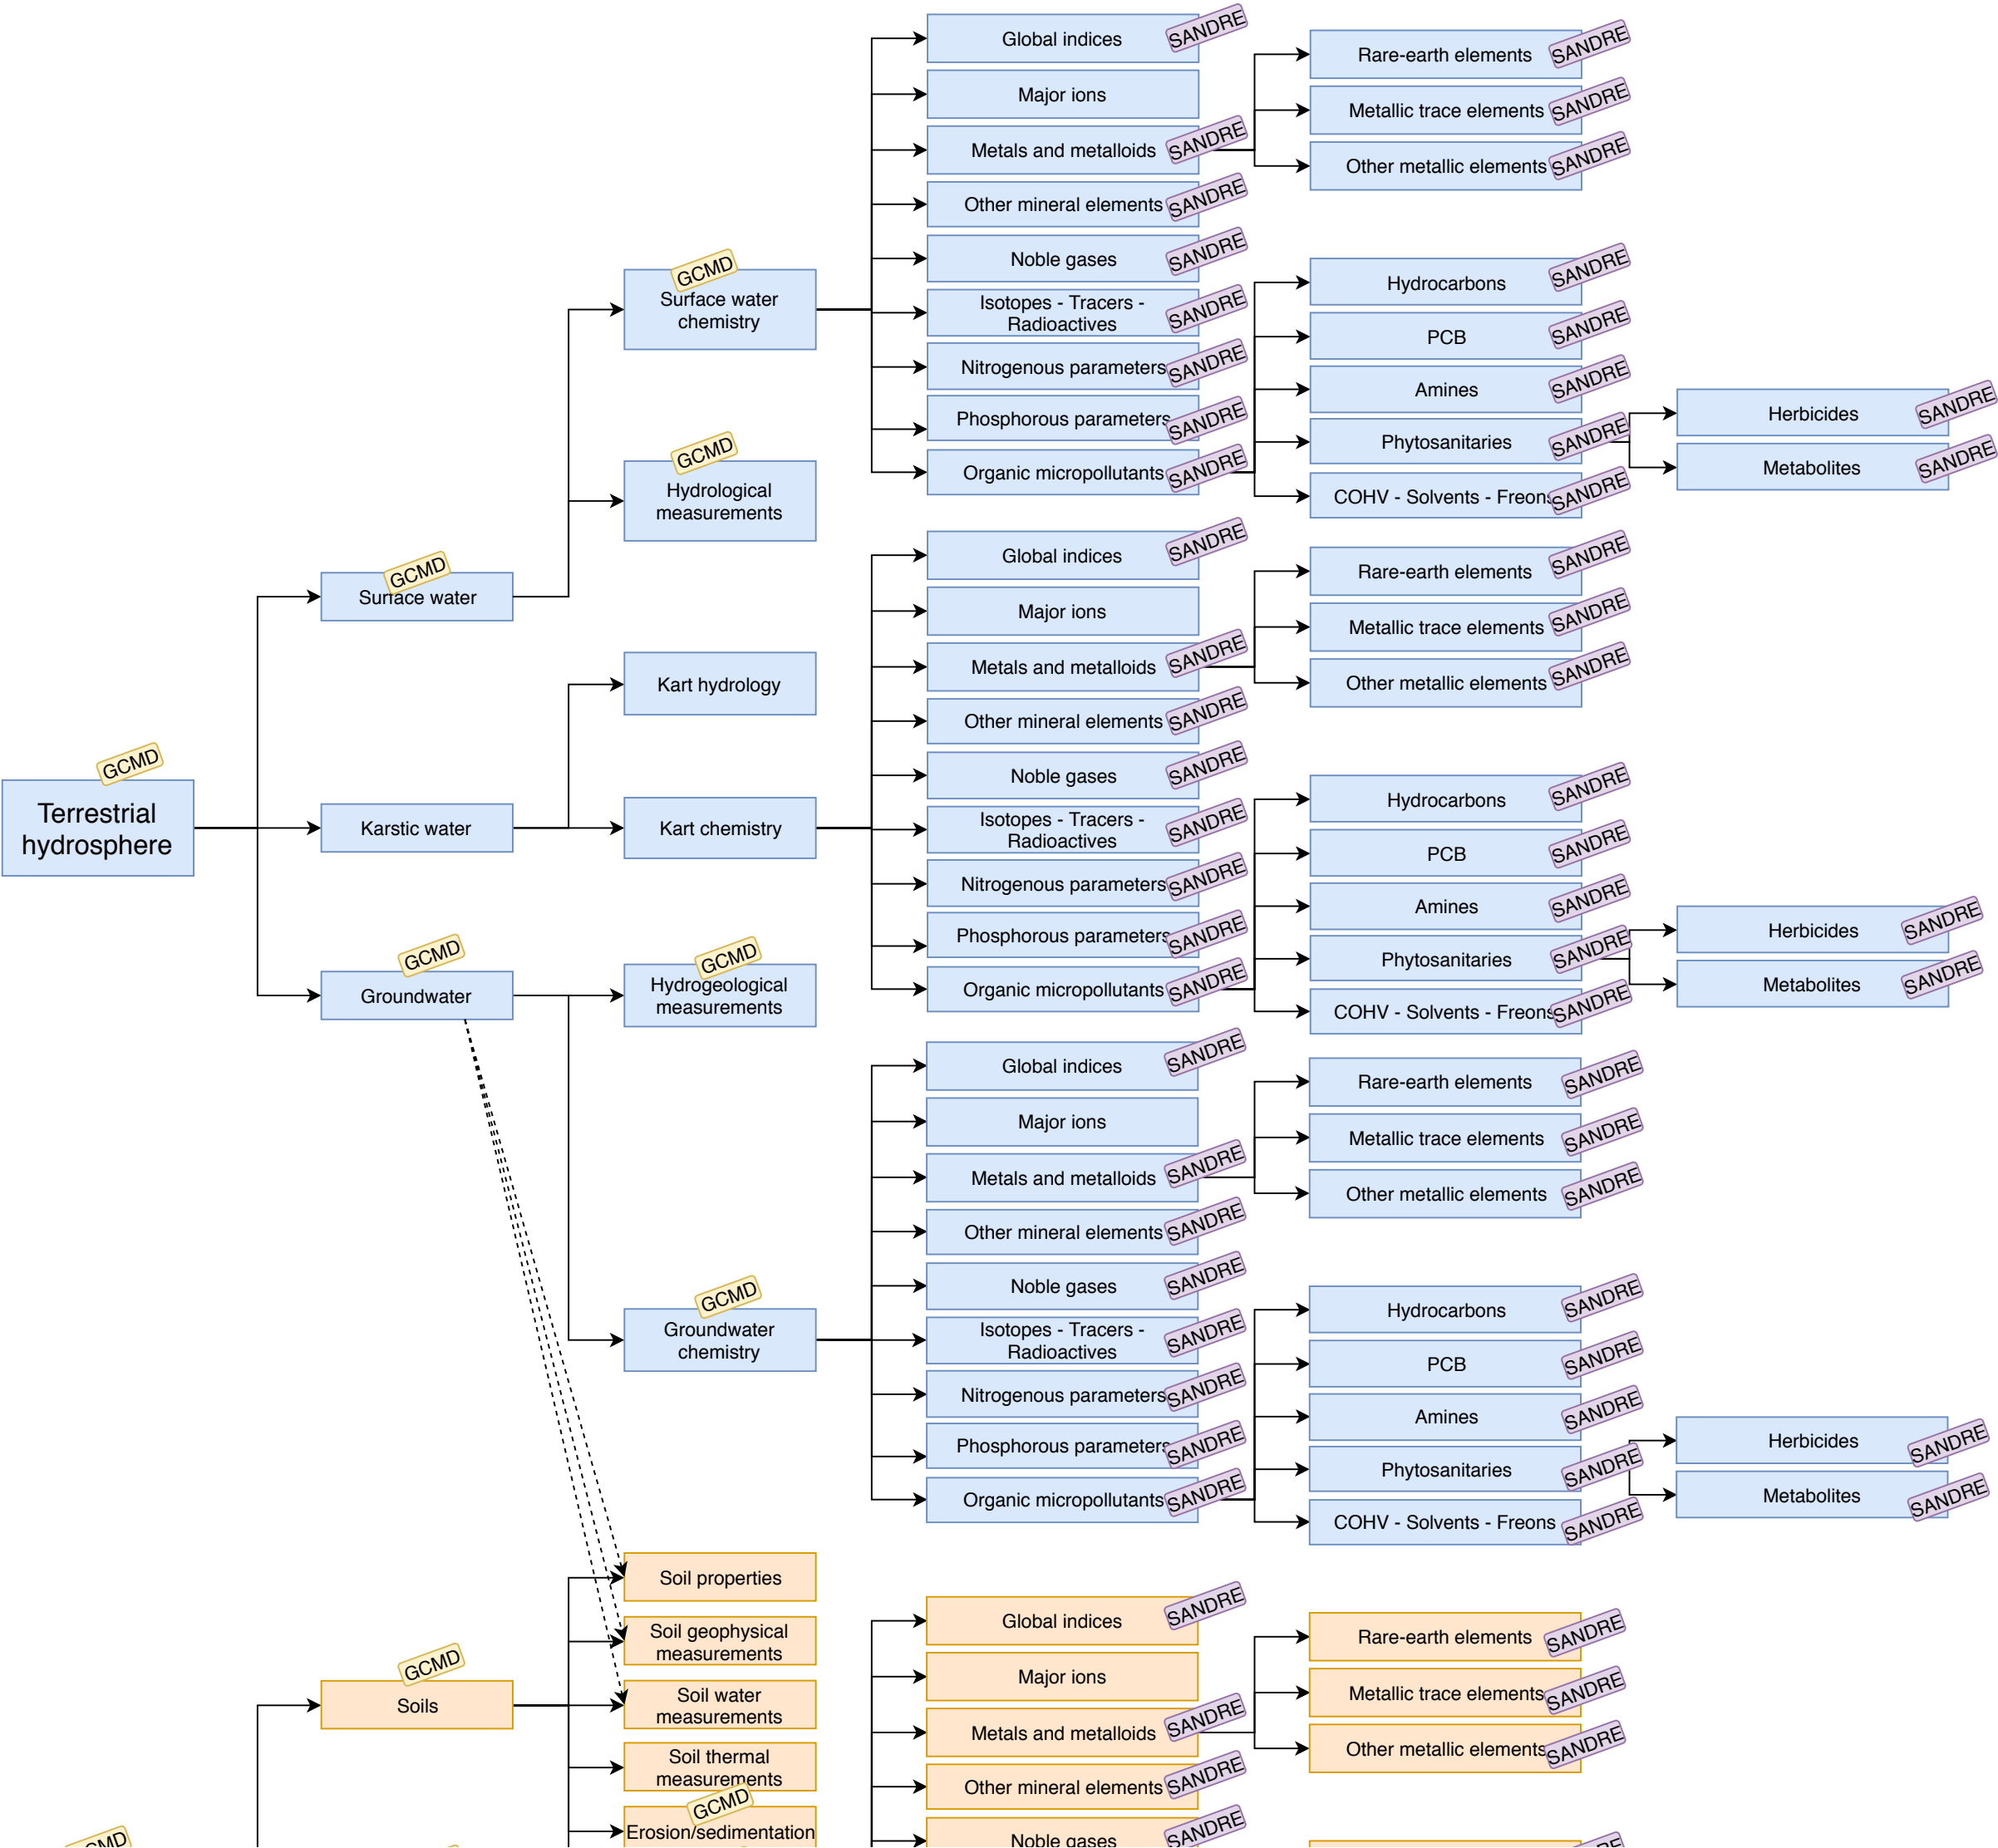 Global indices
SANDRE
Major ions
Metals and metalloids
SANDRE
Other mineral elements
SANDRE
Noble gases
SANDRE
Isotopes - Tracers -
Radioactives
SANDRE
Nitrogenous parameters
SANDRE
Phosphorous parameters
SANDRE
Organic micropollutants
SANDRE
Rare-earth elements
SANDRE
Metallic trace elements
SANDRE
Other metallic elements
SANDRE
Hydrocarbons
SANDRE
PCB
SANDRE
Amines
SANDRE
Phytosanitaries
SANDRE
COHV - Solvents - Freons
SANDRE
Herbicides
SANDRE
Metabolites
SANDRE
GCMD
Surface water
chemistry
GCMD
Hydrological
measurements
GCMD
Surface water
Kart hydrology
GCMD
Terrestrial
hydrosphere
Karstic water
Kart chemistry
GCMD
Groundwater
GCMD
Hydrogeological
measurements
Global indices
SANDRE
Major ions
Metals and metalloids
SANDRE
Other mineral elements
SANDRE
Noble gases
SANDRE
Isotopes - Tracers -
Radioactives
SANDRE
Nitrogenous parameters
SANDRE
Phosphorous parameters
SANDRE
Organic micropollutants
SANDRE
Rare-earth elements
SANDRE
Metallic trace elements
SANDRE
Other metallic elements
SANDRE
Hydrocarbons
SANDRE
PCB
SANDRE
Amines
SANDRE
Phytosanitaries
SANDRE
COHV - Solvents - Freons
SANDRE
Herbicides
SANDRE
Metabolites
SANDRE
GCMD
Groundwater
chemistry
Global indices
SANDRE
Major ions
Metals and metalloids
SANDRE
Other mineral elements
SANDRE
Noble gases
SANDRE
Isotopes - Tracers -
Radioactives
SANDRE
Nitrogenous parameters
SANDRE
Phosphorous parameters
SANDRE
Organic micropollutants
SANDRE
Rare-earth elements
SANDRE
Metallic trace elements
SANDRE
Other metallic elements
SANDRE
Hydrocarbons
SANDRE
PCB
SANDRE
Amines
SANDRE
Phytosanitaries
SANDRE
COHV - Solvents - Freons
SANDRE
Herbicides
SANDRE
Metabolites
SANDRE
GCMD
Soils
Soil properties
Soil geophysical
measurements
Soil water
measurements
Soil thermal
measurements
GCMD
Erosion/sedimentation
Global indices
SANDRE
Major ions
Metals and metalloids
SANDRE
Other mineral elements
SANDRE
Noble gases
SANDRE
Rare-earth elements
SANDRE
Metallic trace elements
SANDRE
Other metallic elements
SANDRE